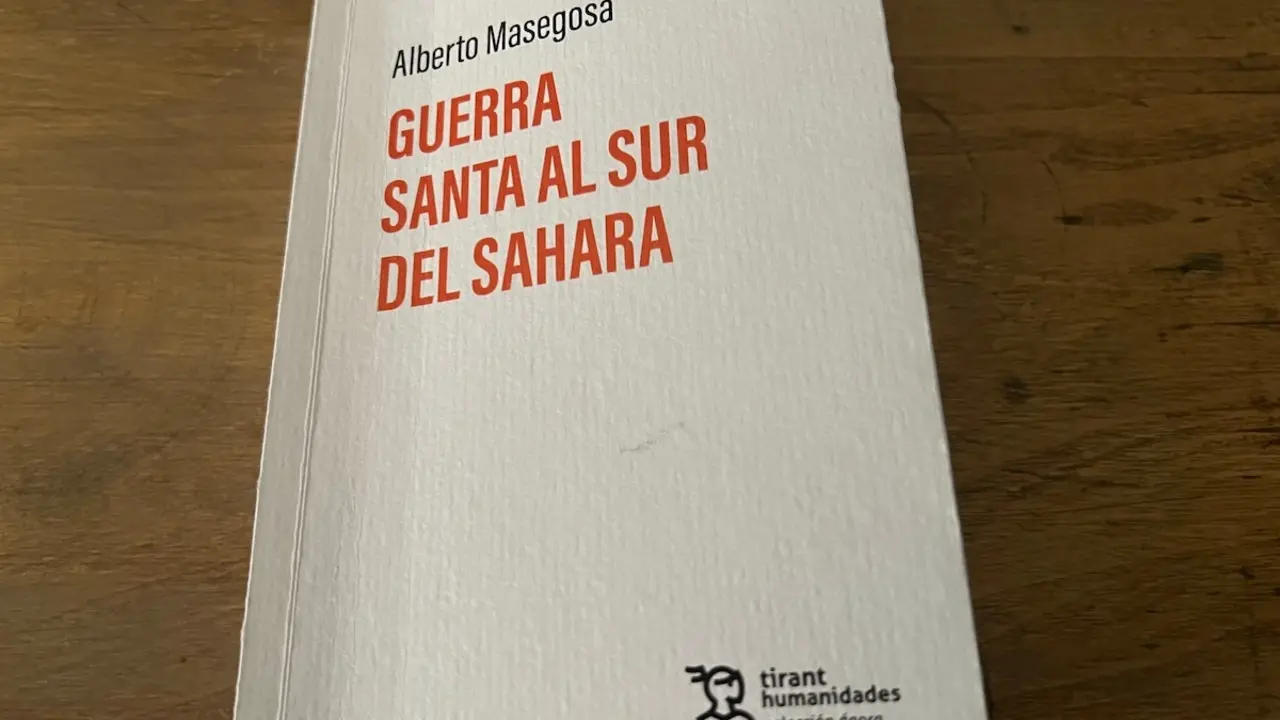 Alberto Masegosa
GUERRA
SANTA AL SUR
DEL SAHARA
tirant
humanidades